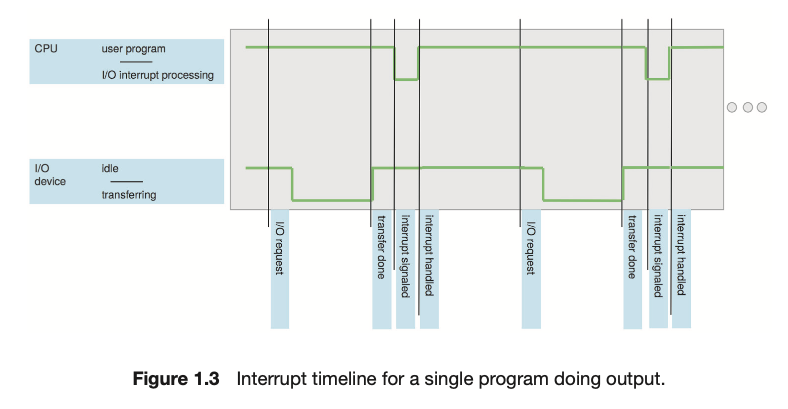 CPU
user program
I/O interrupt processing
I/O
device
idle
transferring
I/O request
transfer done
interrupt signaled
interrupt handled
I/O request
transfer done
interrupt signaled
interrupt handled
Figure 1.3 Interrupt timeline for a single program doing output.